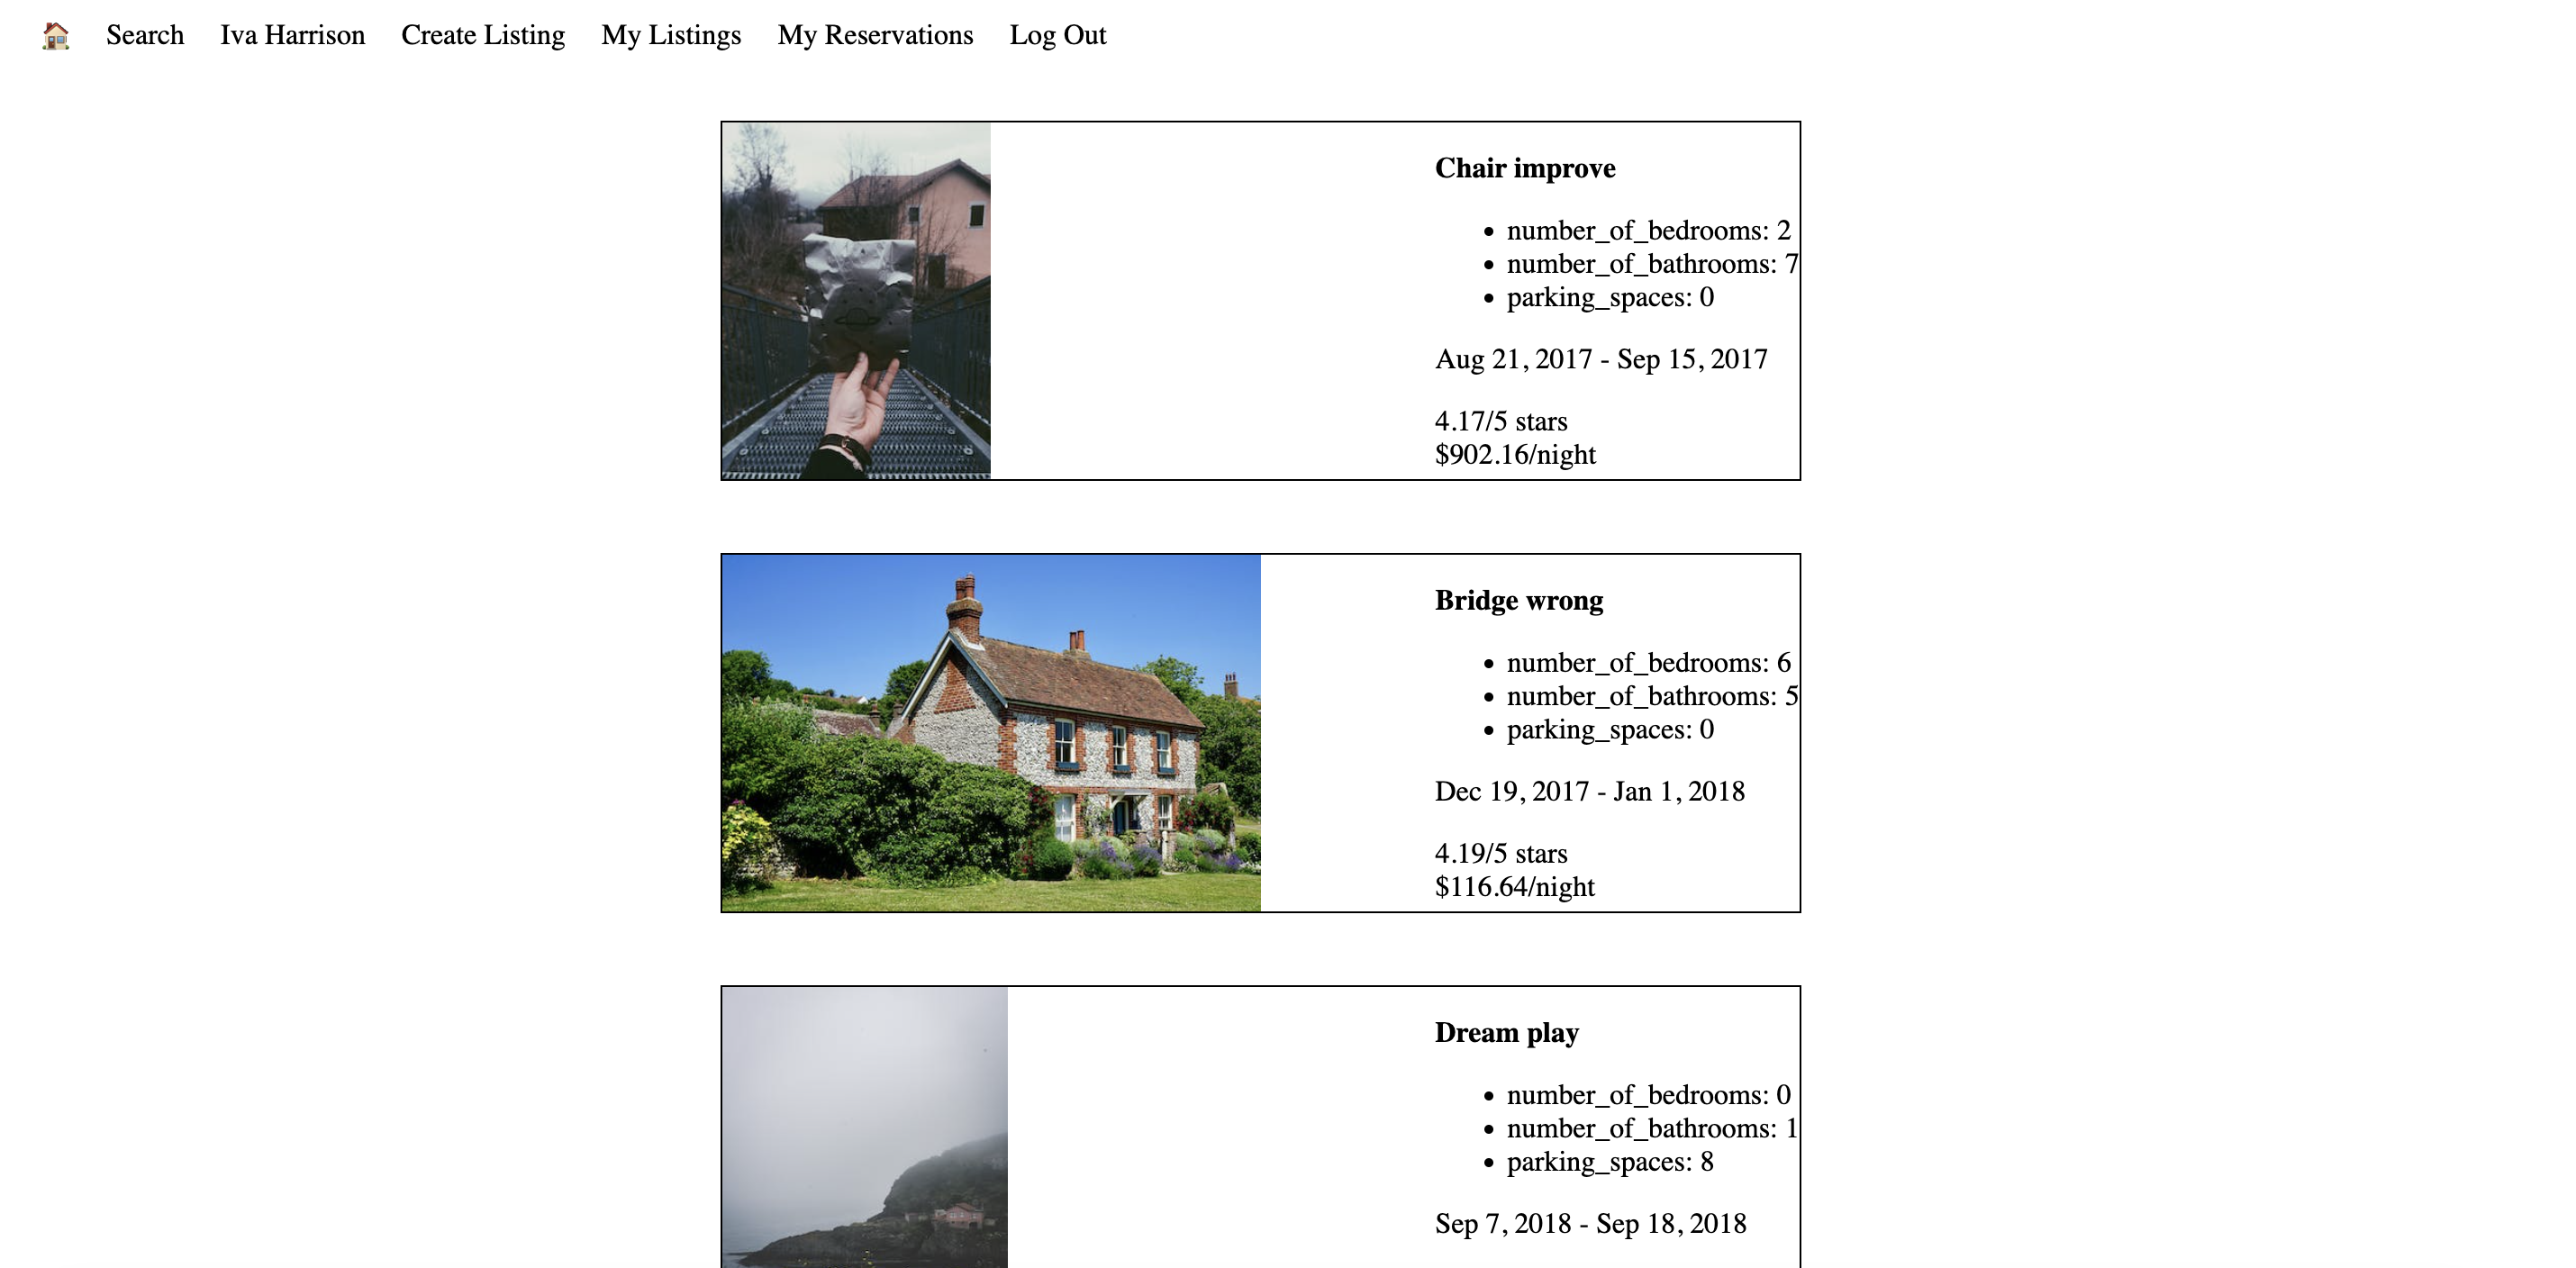 Search Iva Harrison Create Listing My Listings My Reservations Log Out
Chair improve
number_of_bedrooms: 2
number_of_bathrooms: 7
parking_spaces: 0
Aug 21, 2017 - Sep 15, 2017
4.17/5 stars
$902.16/night
Bridge wrong
number_of_bedrooms: 6
number_of_bathrooms: 5
parking_spaces: 0
Dec 19, 2017 - Jan 1, 2018
4.19/5 stars
$116.64/night
Dream play
number_of_bedrooms: 0
number_of_bathrooms: 1
parking_spaces: 8
Sep 7, 2018 - Sep 18, 2018